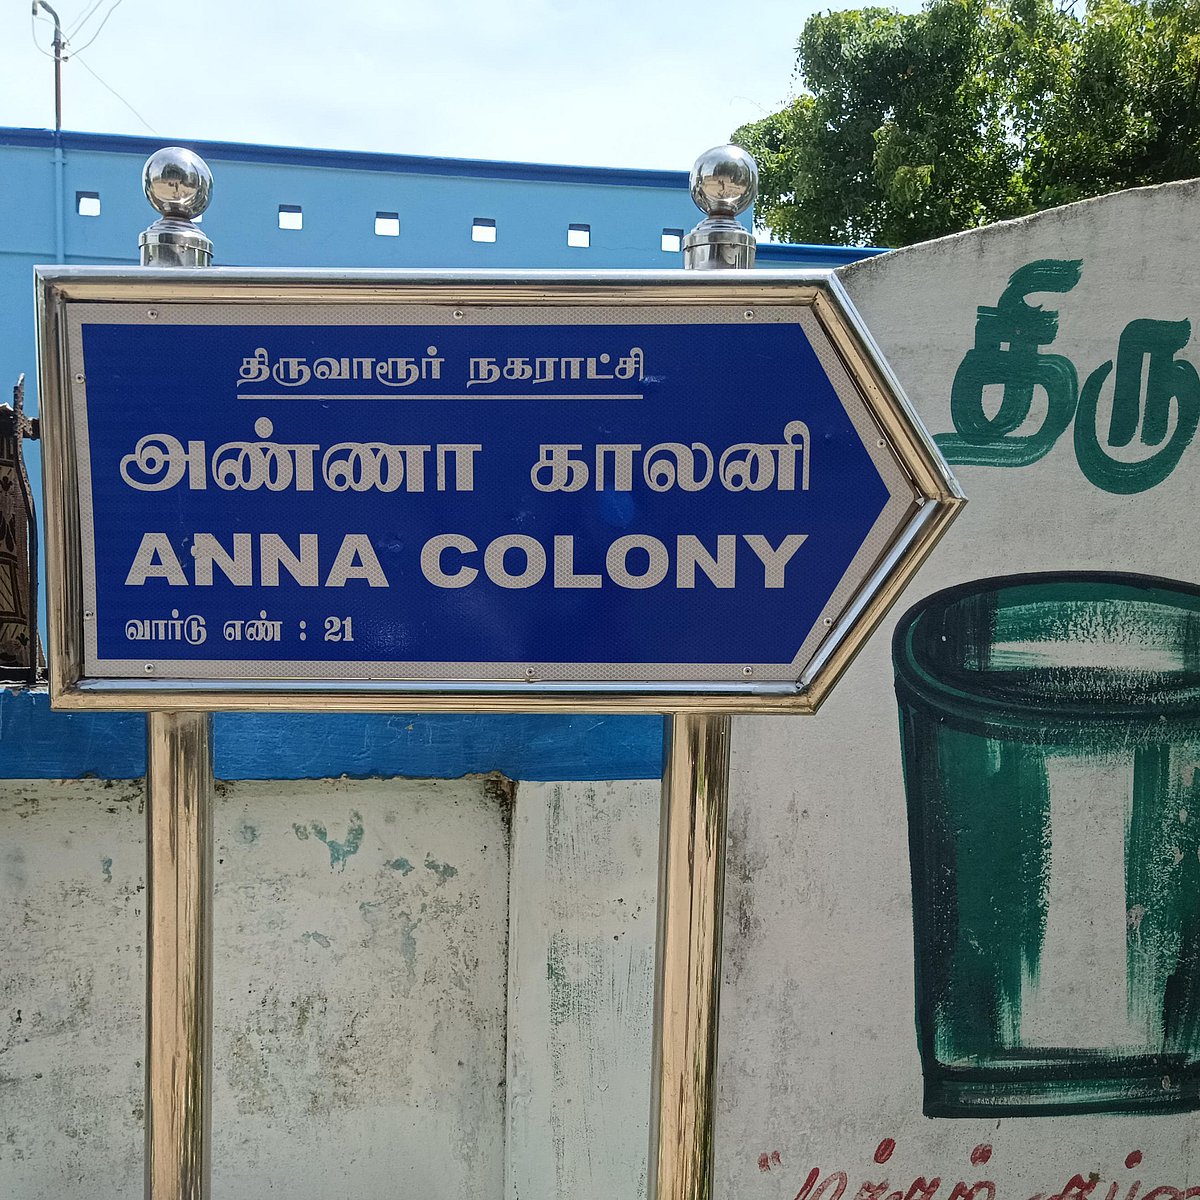 திருவாரூர் நகராட்சி
அண்ணா காலனி
ANNA COLONY
வார்டு எண் : 21
திரு